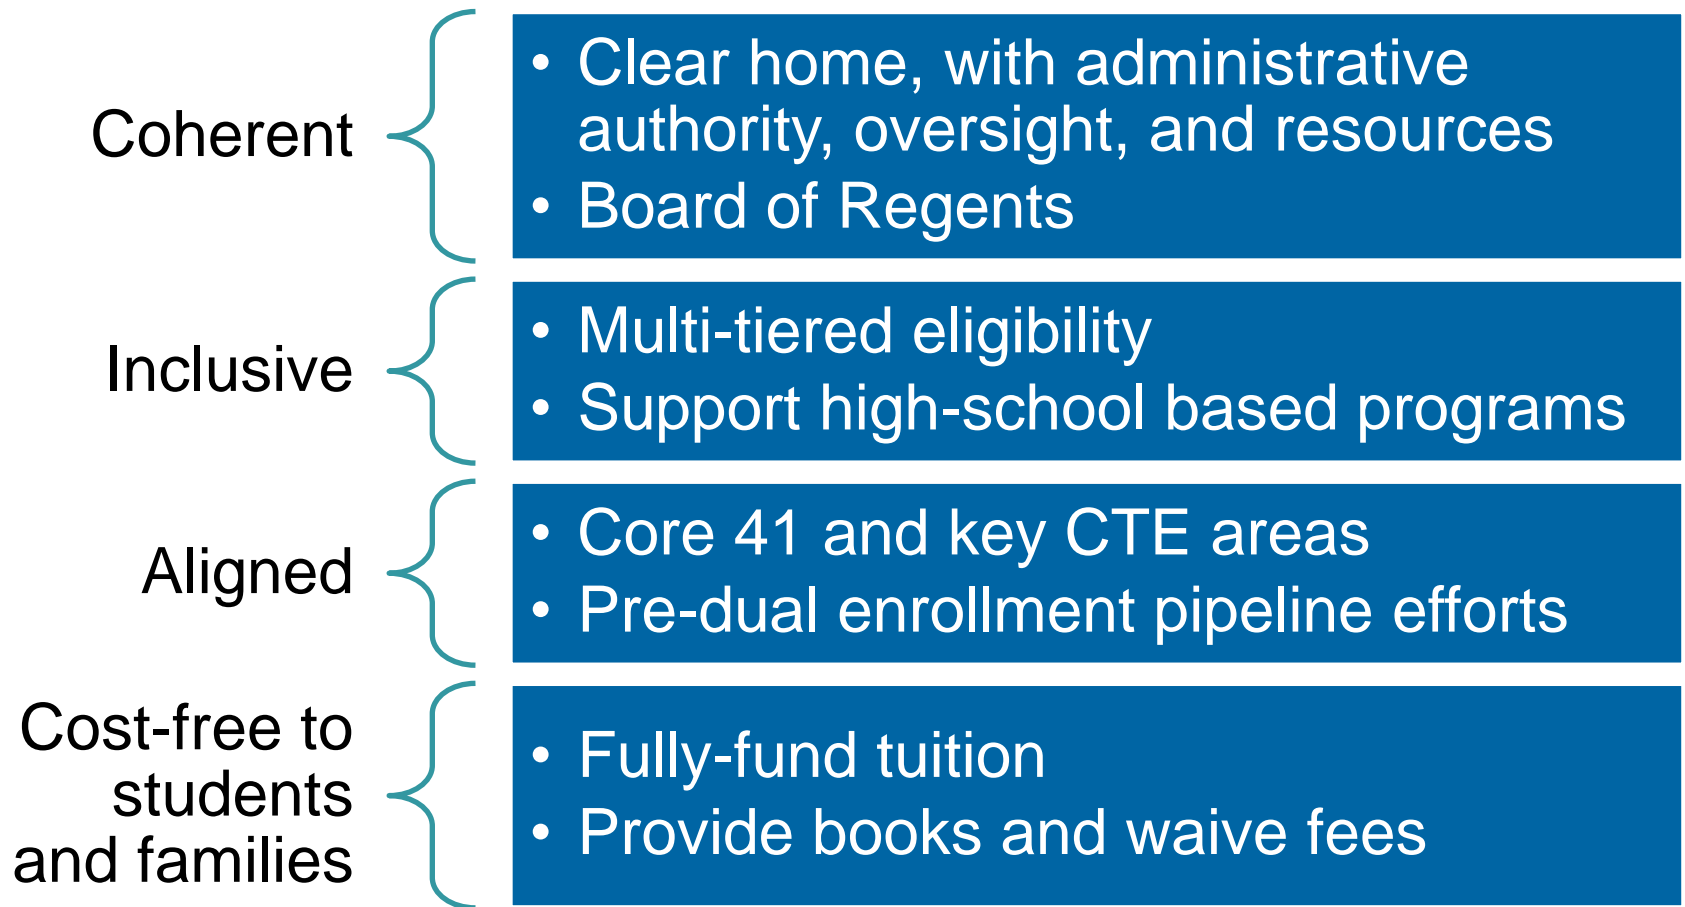 Coherent
• Clear home, with administrative
authority, oversight, and resources
• Board of Regents
Inclusive
• Multi-tiered eligibility
• Support high-school based programs
Aligned
• Core 41 and key CTE areas
• Pre-dual enrollment pipeline efforts
Cost-free to
students
and families
• Fully-fund tuition
• Provide books and waive fees